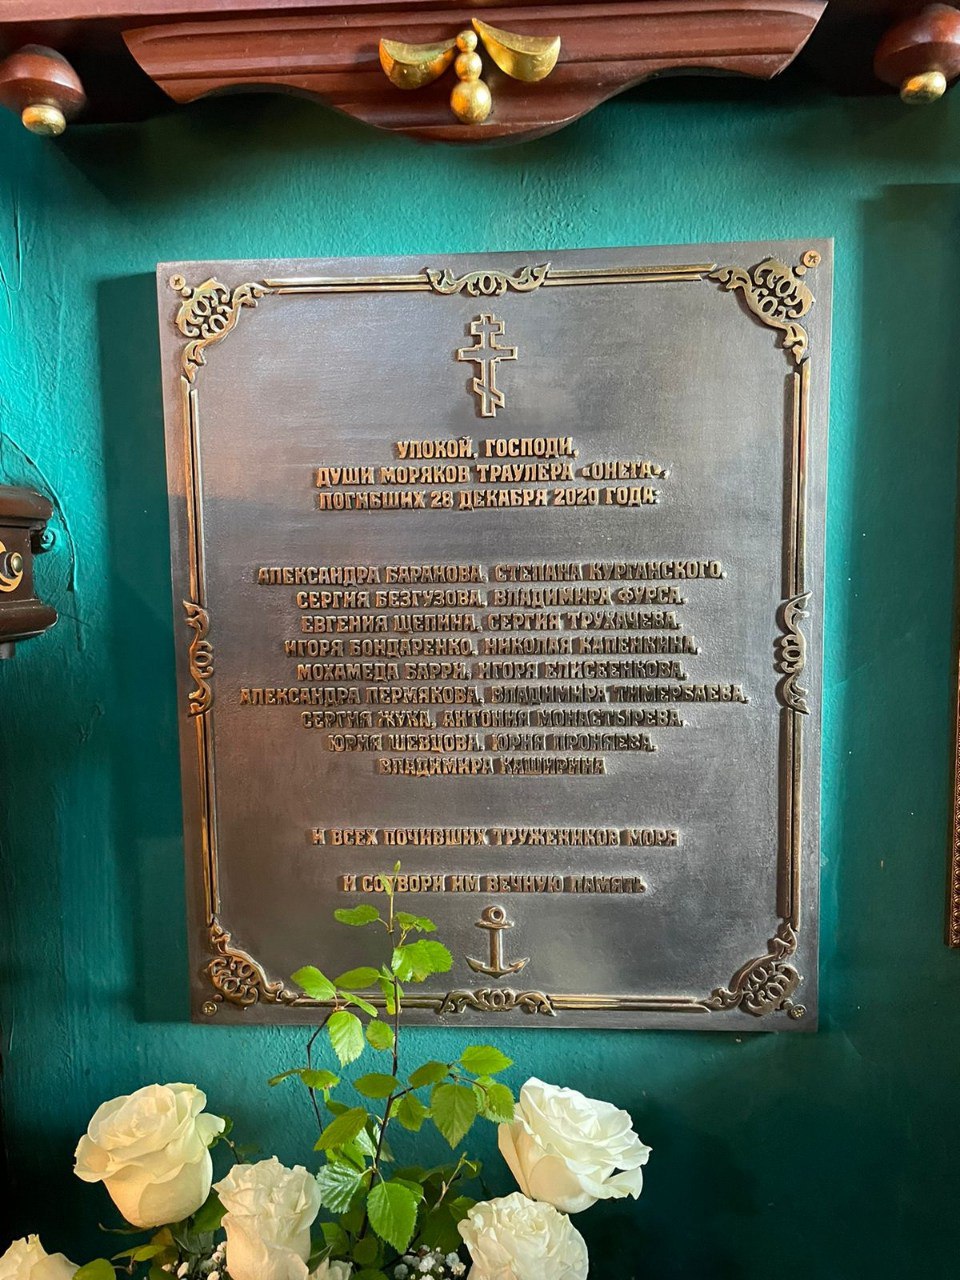 УПОКОЙ, ГОСПОДИ,
ДУШИ МОРЯКОВ ТРАУЛЕРА «ОНЕГА»,
ПОГИБШИХ 28 ДЕКАБРЯ 2020 ГОДА:
АЛЕКСАНДРА БАРАНОВА, СТЕПАНА КУРГАНСКОГО,
СЕРГИЯ БЕЗГУЗОВА, ВЛАДИМИРА ФУРСА,
ЕВГЕНИЯ ЩЕПИНА, СЕРГИЯ ТРУХАЧЕВА,
ИГОРЯ БОНДАРЕНКО, НИКОЛАЯ КАПЕНКИНА,
МОХАМЕДА БАРРИ, ИГОРЯ ЕЛИСЕЕНКОВА,
АЛЕКСАНДРА ПЕРМЯКОВА, ВЛАДИМИРА ТИМЕРБАЕВА,
СЕРГИЯ ЖУКА, АНТОНИЯ МОНАСТЫРЕВА,
ЮРИЯ ШЕВЦОВА, ЮРИЯ ПРОНЯЕВА,
ВЛАДИМИРА КАШИРИНА
И ВСЕХ ПОЧИВШИХ ТРУЖЕНИКОВ МОРЯ
И СОТВОРИ ИМ ВЕЧНУЮ ПАМЯТЬ